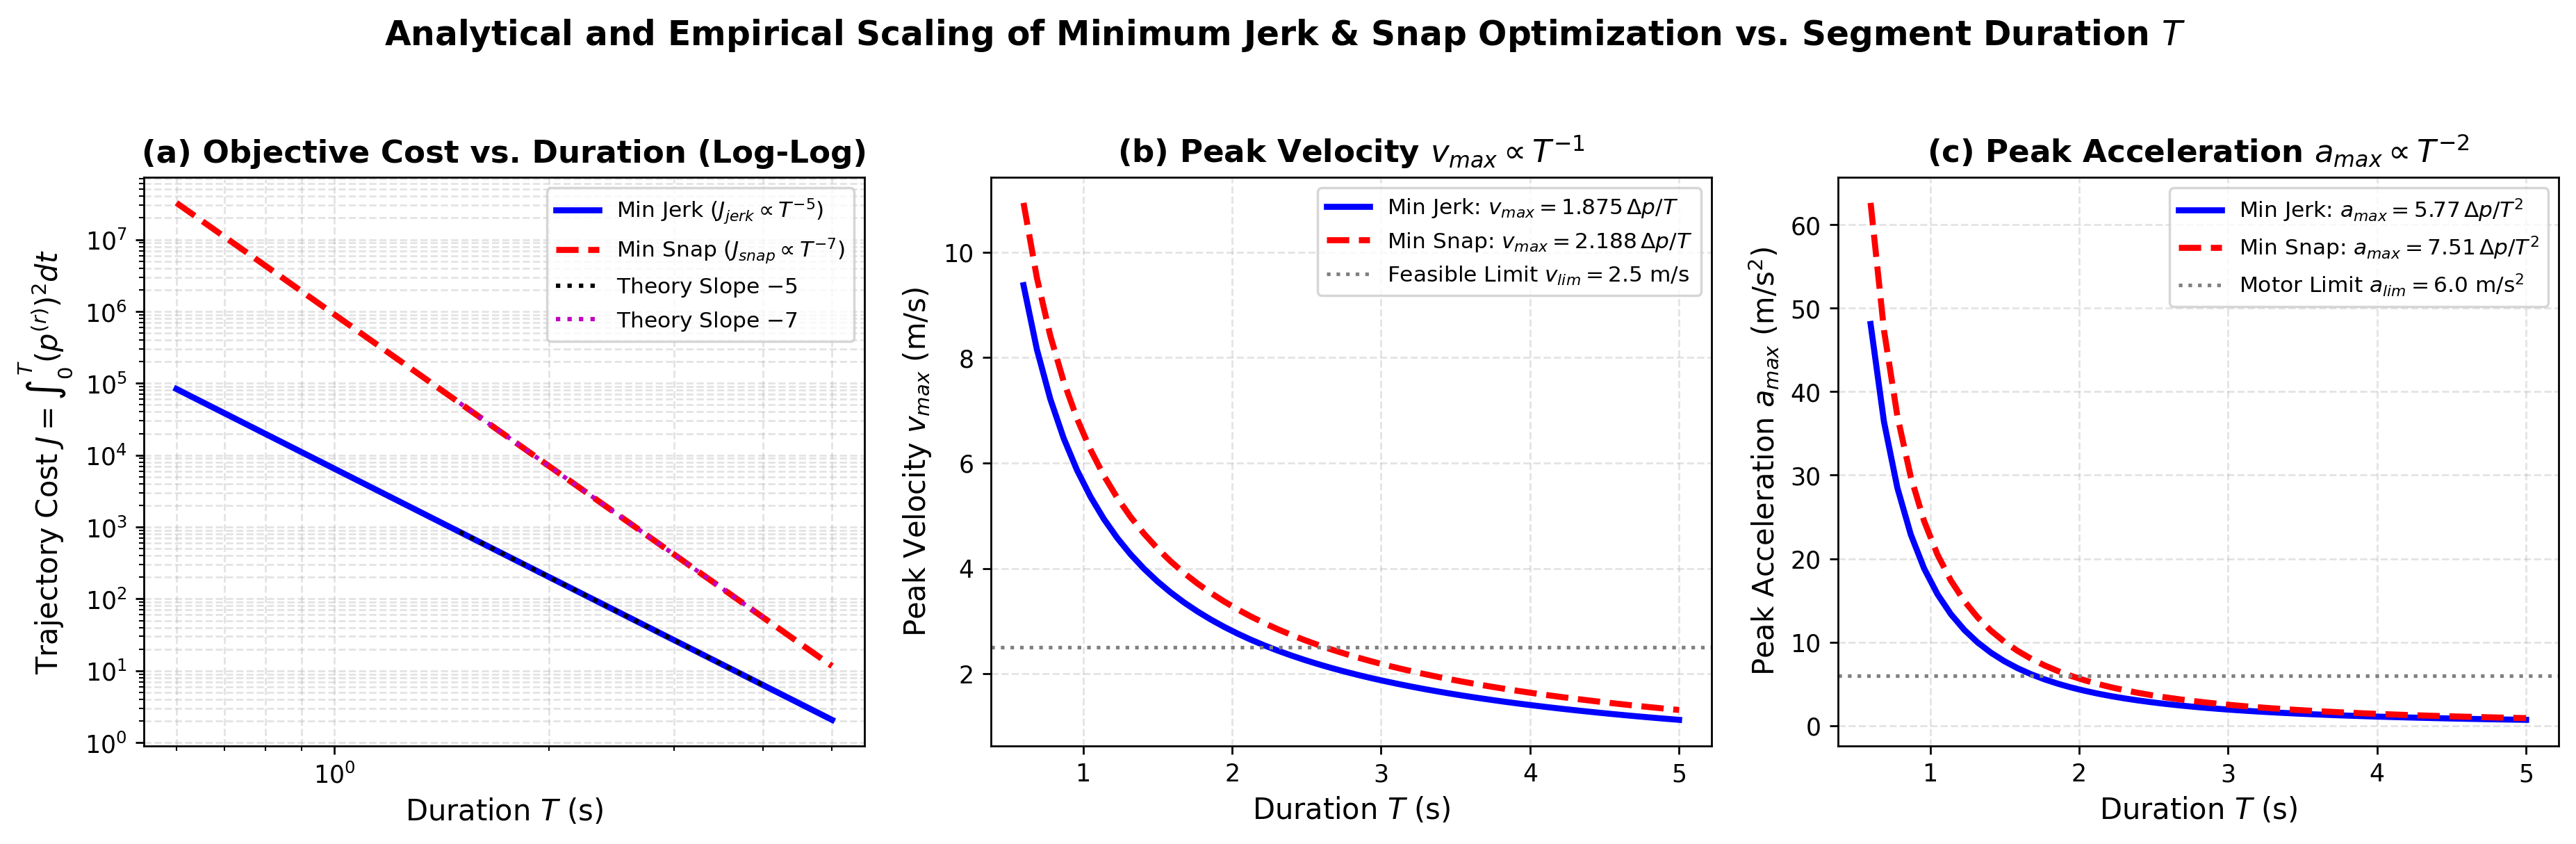 Analytical and Empirical Scaling of Minimum Jerk & Snap Optimization vs. Segment Duration T
(a) Objective Cost vs. Duration (Log-Log)
Trajectory Cost J = ∫₀ᵀ (p⁽ʳ⁾)² dt
10⁷
10⁶
10⁵
10⁴
10³
10²
10¹
10⁰
10⁰
Duration T (s)
Min Jerk (J_jerk ∝ T⁻⁵)
Min Snap (J_snap ∝ T⁻⁷)
Theory Slope −5
Theory Slope −7
(b) Peak Velocity v_max ∝ T⁻¹
Peak Velocity v_max (m/s)
10
8
6
4
2
1 2 3 4 5
Duration T (s)
Min Jerk: v_max = 1.875 Δp/T
Min Snap: v_max = 2.188 Δp/T
Feasible Limit v_lim = 2.5 m/s
(c) Peak Acceleration a_max ∝ T⁻²
Peak Acceleration a_max (m/s²)
60
50
40
30
20
10
0
1 2 3 4 5
Duration T (s)
Min Jerk: a_max = 5.77 Δp/T²
Min Snap: a_max = 7.51 Δp/T²
Motor Limit a_lim = 6.0 m/s²